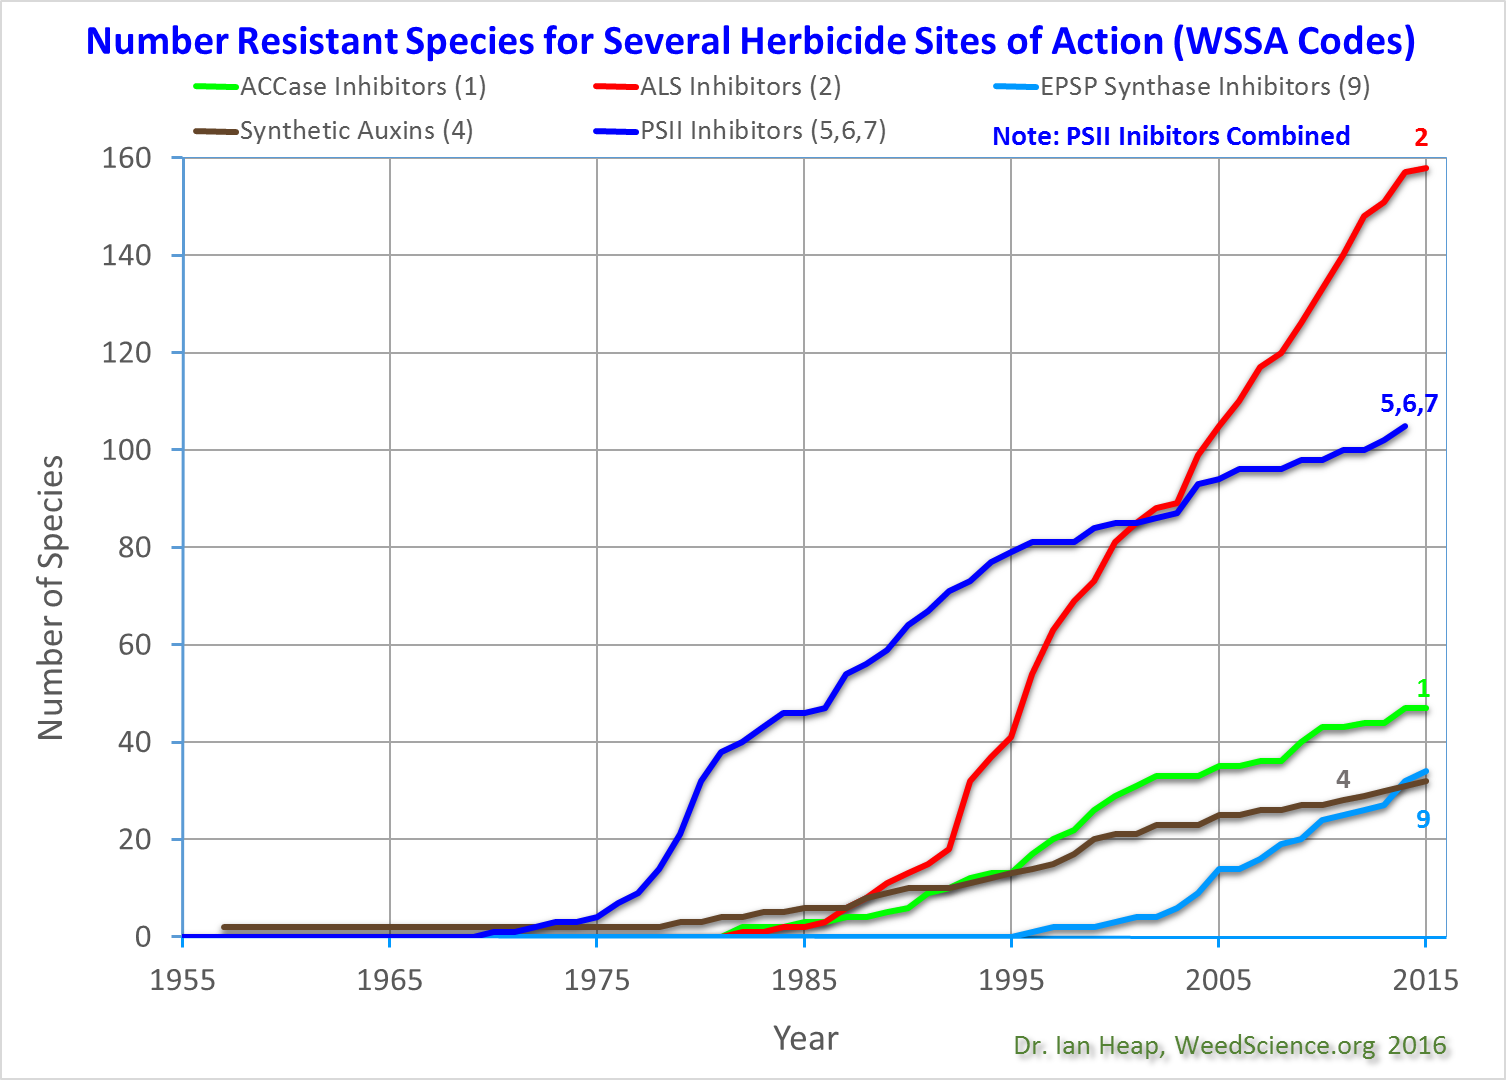 Number Resistant Species for Several Herbicide Sites of Action (WSSA Codes)
ACCase Inhibitors (1)
ALS Inhibitors (2)
EPSP Synthase Inhibitors (9)
Synthetic Auxins (4)
PSII Inhibitors (5,6,7)
Note: PSII Inibitors Combined
2
160
140
120
5,6,7
100
80
60
1
40
4
9
20
0
Number of Species
1955 1965 1975 1985 1995 2005 2015
Year
Dr. Ian Heap, WeedScience.org 2016